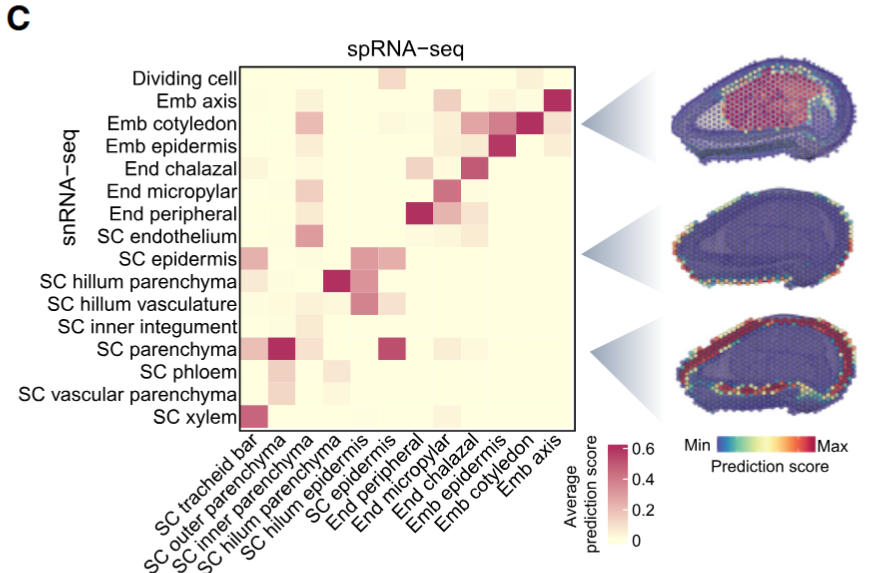 C
spRNA−seq
snRNA−seq
Dividing cell
Emb axis
Emb cotyledon
Emb epidermis
End chalazal
End micropylar
End peripheral
SC endothelium
SC epidermis
SC hillum parenchyma
SC hillum vasculature
SC inner integument
SC parenchyma
SC phloem
SC vascular parenchyma
SC xylem
SC tracheid bar
SC outer parenchyma
SC inner parenchyma
SC hilum parenchyma
SC hilum epidermis
SC epidermis
End peripheral
End micropylar
End chalazal
Emb epidermis
Emb cotyledon
Emb axis
Average
prediction score
0.6
0.4
0.2
0
Min
Max
Prediction score